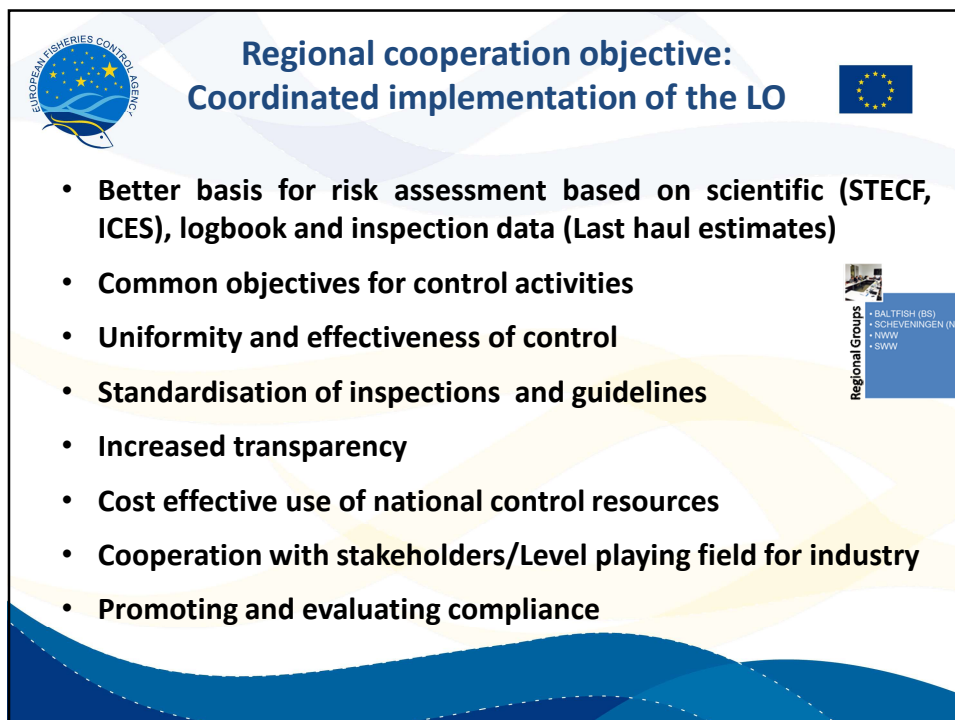 EUROPEAN FISHERIES CONTROL AGENCY
Regional cooperation objective:
Coordinated implementation of the LO
• Better basis for risk assessment based on scientific (STECF,
ICES), logbook and inspection data (Last haul estimates)
• Common objectives for control activities
• Uniformity and effectiveness of control
• Standardisation of inspections and guidelines
• Increased transparency
• Cost effective use of national control resources
• Cooperation with stakeholders/Level playing field for industry
• Promoting and evaluating compliance
Regional Groups
• BALTFISH (BS)
• SCHEVENINGEN (N
• NWW
• SWW